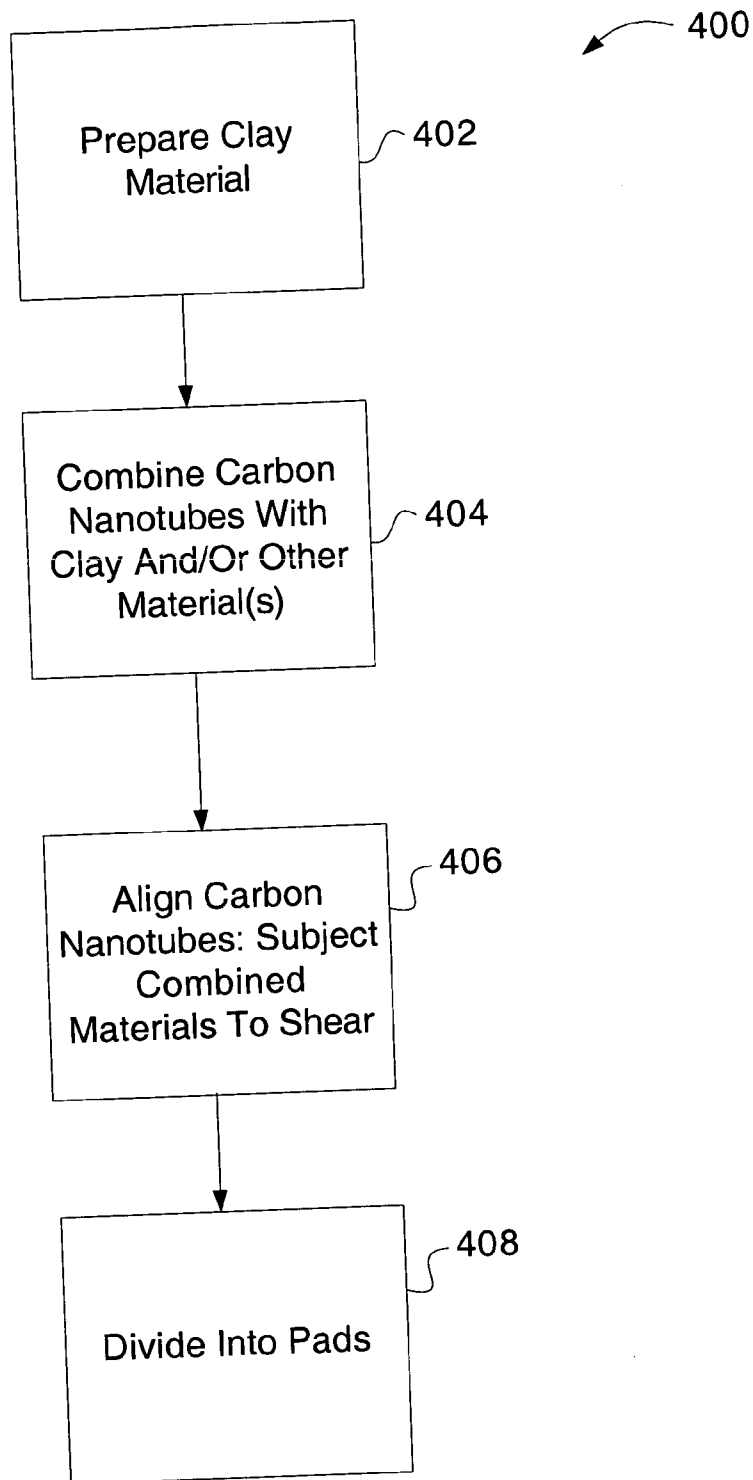 400
Prepare Clay
Material
402
Combine Carbon
Nanotubes With
Clay And/Or Other
Material(s)
404
Align Carbon
Nanotubes: Subject
Combined
Materials To Shear
406
Divide Into Pads
408